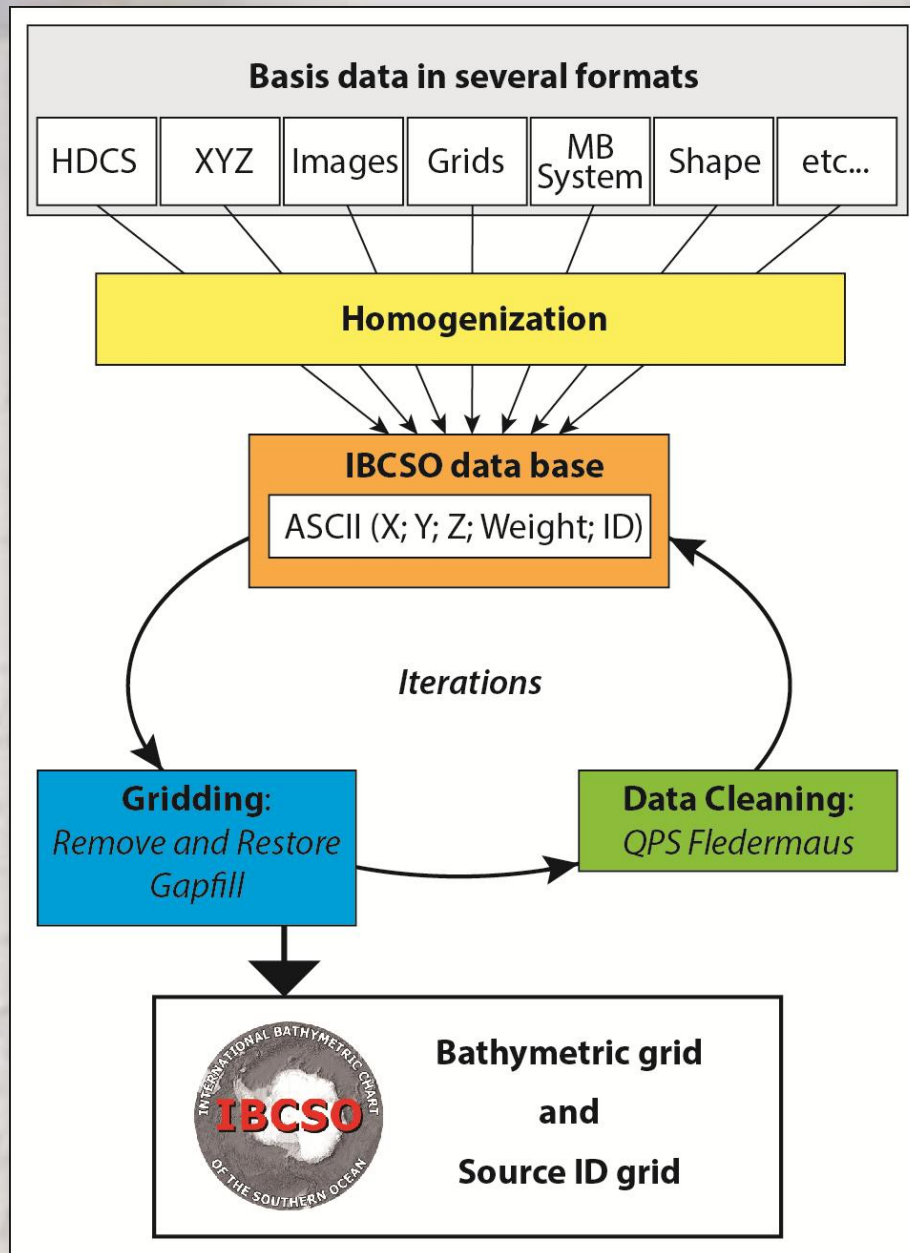 Basis data in several formats
HDCS
XYZ
Images
Grids
MB
System
Shape
etc...
Homogenization
IBCSO data base
ASCII (X; Y; Z; Weight; ID)
Iterations
Gridding:
Remove and Restore
Gapfill
Data Cleaning:
QPS Fledermaus
INTERNATIONAL BATHYMETRIC CHART
IBCSO
OF THE SOUTHERN OCEAN
Bathymetric grid
and
Source ID grid